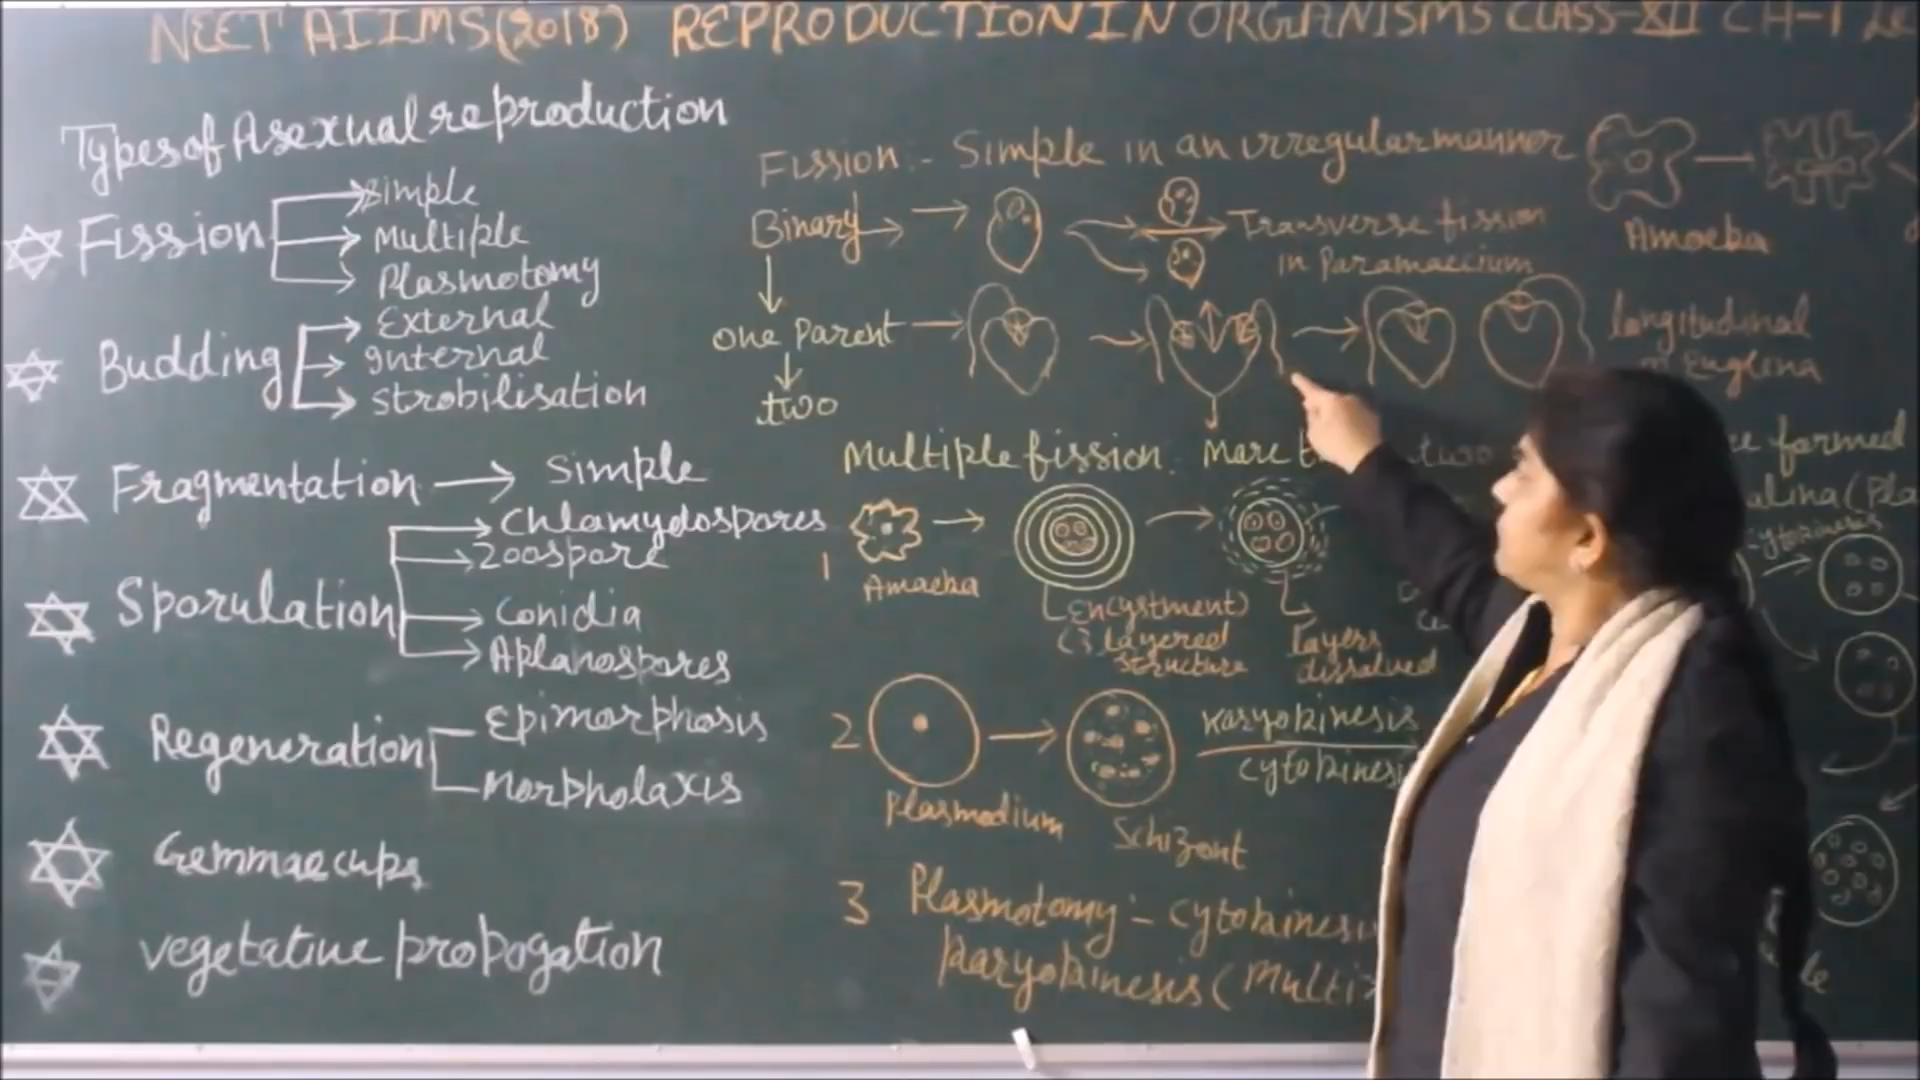 NEET AIIMS(2018) REPRODUCTION IN ORGANISMS CLASS-XII CH-1
Types of Asexual reproduction
Fission
Simple
Multiple
Plasmotomy
Budding
External
Internal
Strobilisation
Fragmentation
Simple
Sporulation
Chlamydospores
Zoospore
Conidia
Aplanospores
Regeneration
Epimorphosis
Morpholaxis
Gemmae cups
vegetative propogation
Fission:- Simple in an irregular manner
Amoeba
Binary
Transverse fission
in Paramaecium
one Parent
two
longitudinal
Euglena
Multiple fission. More two formed
1
Amoeba
Encystment)
(3 layered
structure
layers
dissolved
cytokinesis
2
Plasmodium
Schizont
Karyokinesis
3 Plasmotomy:- Cytokinesis
Karyokinesis (Multi